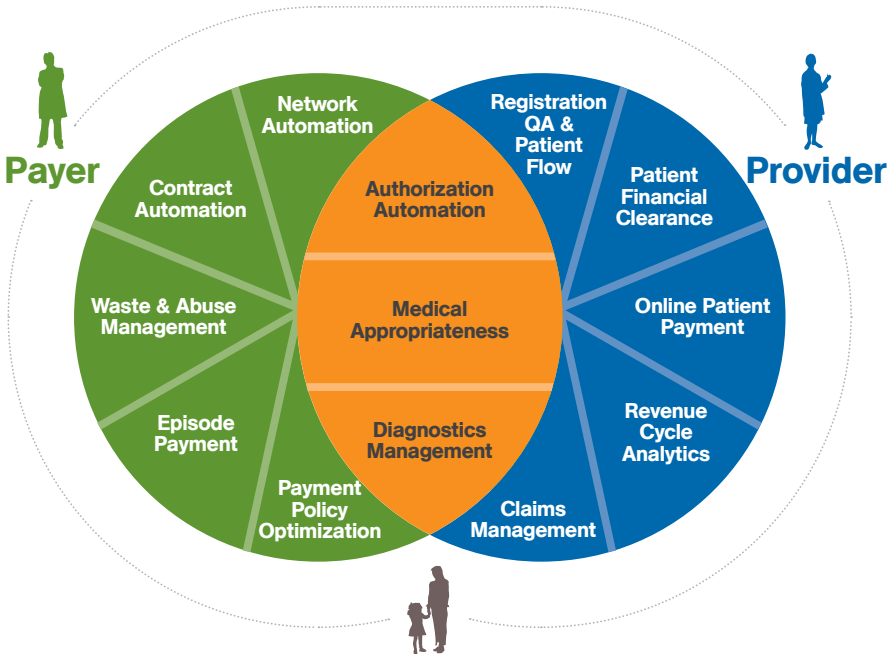 Payer
Network
Automation
Contract
Automation
Waste & Abuse
Management
Episode
Payment
Payment
Policy
Optimization
Authorization
Automation
Medical
Appropriateness
Diagnostics
Management
Provider
Registration
QA &
Patient
Flow
Patient
Financial
Clearance
Online Patient
Payment
Revenue
Cycle
Analytics
Claims
Management